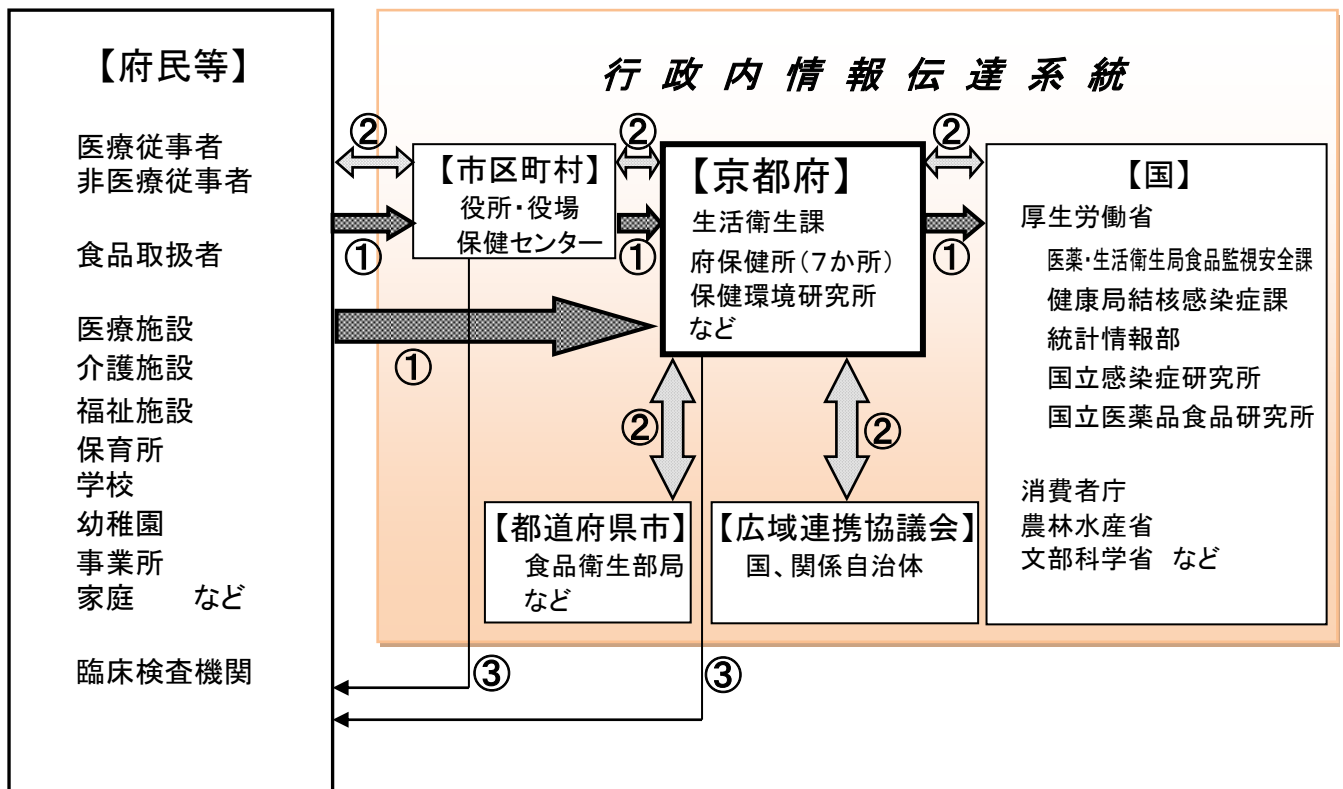 【府民等】
医療従事者
非医療従事者
食品取扱者
医療施設
介護施設
福祉施設
保育所
学校
幼稚園
事業所
家庭　　など
臨床検査機関
行政内情報伝達系統
②
②
②
【市区町村】
役所・役場
保健センター
①
①
①
①
【京都府】
生活衛生課
府保健所（7か所）
保健環境研究所
など
【国】
厚生労働省
医薬・生活衛生局食品監視安全課
健康局結核感染症課
統計情報部
国立感染症研究所
国立医薬品食品研究所
消費者庁
農林水産省
文部科学省　など
②
②
【都道府県市】
食品衛生部局
など
【広域連携協議会】
国、関係自治体
③
③